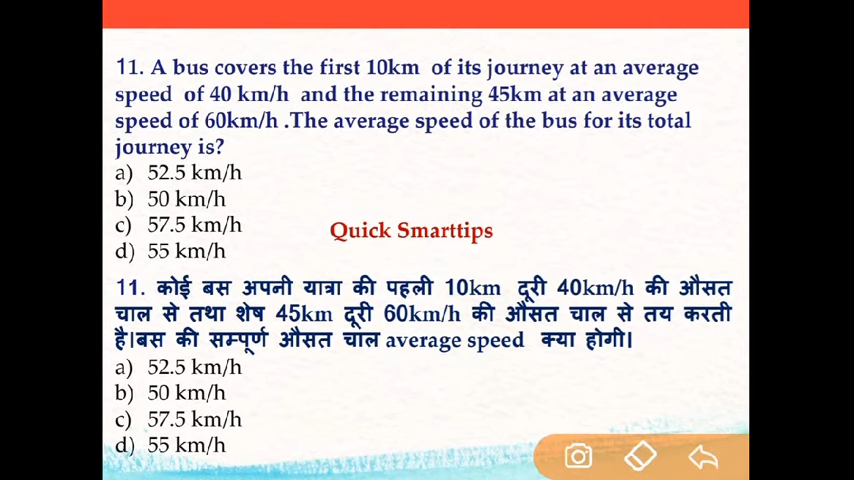 11. A bus covers the first 10km of its journey at an average
speed of 40 km/h and the remaining 45km at an average
speed of 60km/h .The average speed of the bus for its total
journey is?
a) 52.5 km/h
b) 50 km/h
c) 57.5 km/h
Quick Smarttips
d) 55 km/h
11. कोई बस अपनी यात्रा की पहली 10km दूरी 40km/h की औसत
चाल से तथा शेष 45km दूरी 60km/h की औसत चाल से तय करती
है।बस की सम्पूर्ण औसत चाल average speed क्या होगी।
a) 52.5 km/h
b) 50 km/h
c) 57.5 km/h
d) 55 km/h